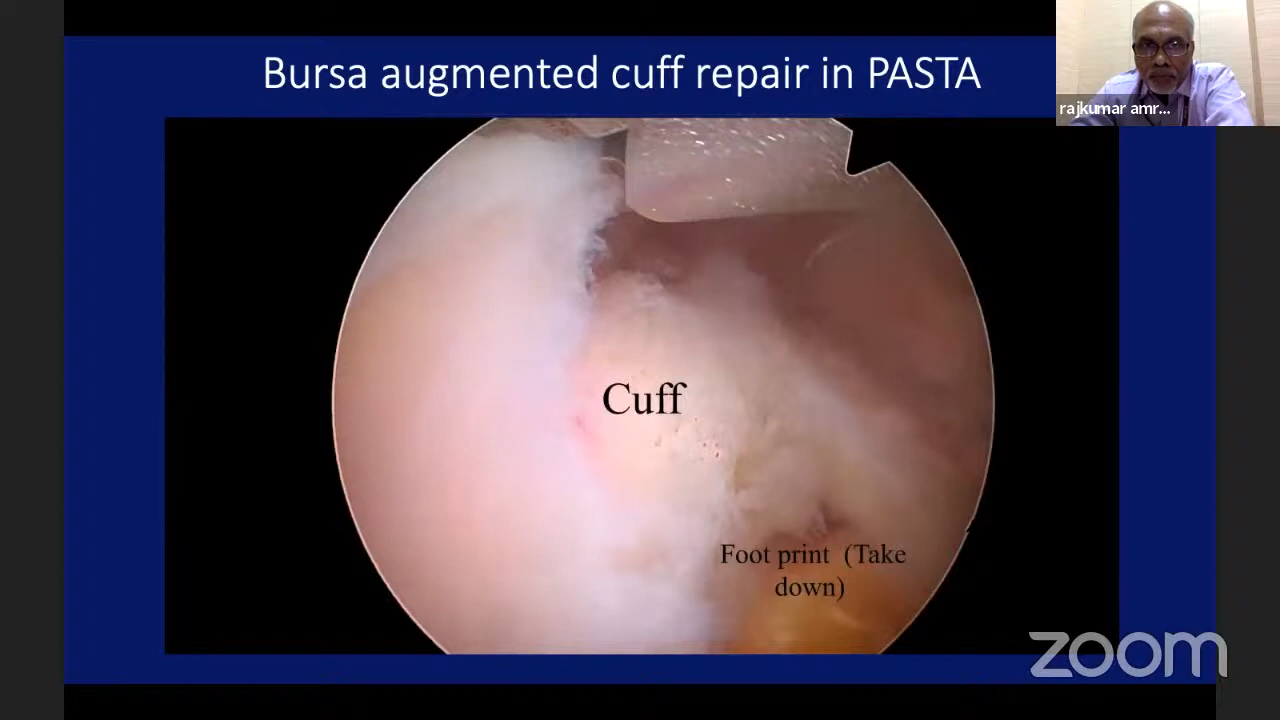 Bursa augmented cuff repair in PASTA
rajkumar amr...
Cuff
Foot print (Take
down)
zoom